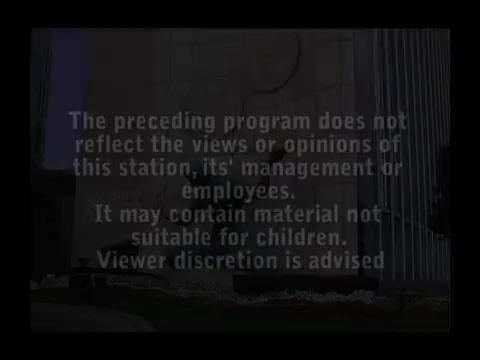 The preceding program does not
reflect the views or opinions of
this station, its' management or
employees.
It may contain material not
suitable for children.
Viewer discretion is advised